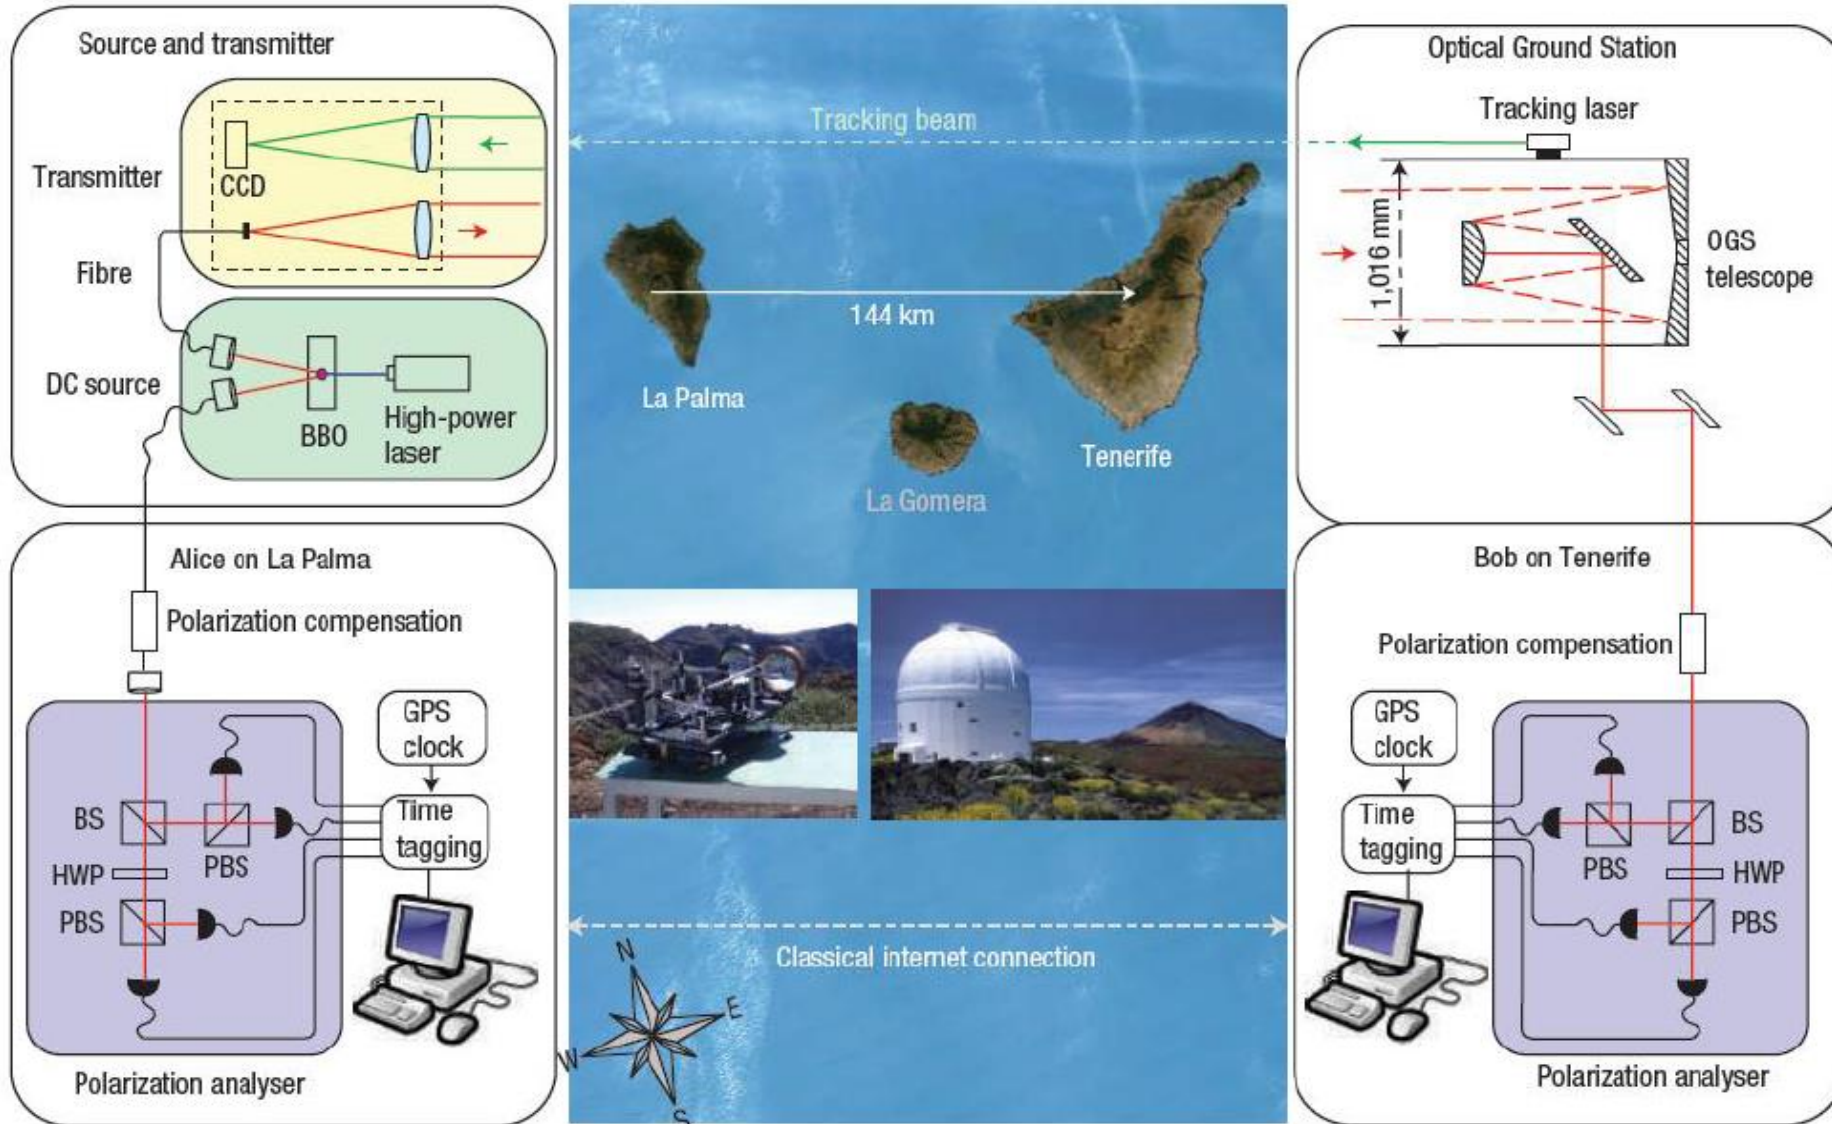 Source and transmitter
Transmitter
CCD
Fibre
DC source
BBO
High-power
laser
Alice on La Palma
Polarization compensation
GPS
clock
BS
PBS
HWP
PBS
Time
tagging
Polarization analyser
Tracking beam
144 km
La Palma
Tenerife
La Gomera
Classical internet connection
N
E
W
S
Optical Ground Station
Tracking laser
1,016 mm
OGS
telescope
Bob on Tenerife
Polarization compensation
GPS
clock
Time
tagging
BS
PBS
HWP
PBS
Polarization analyser